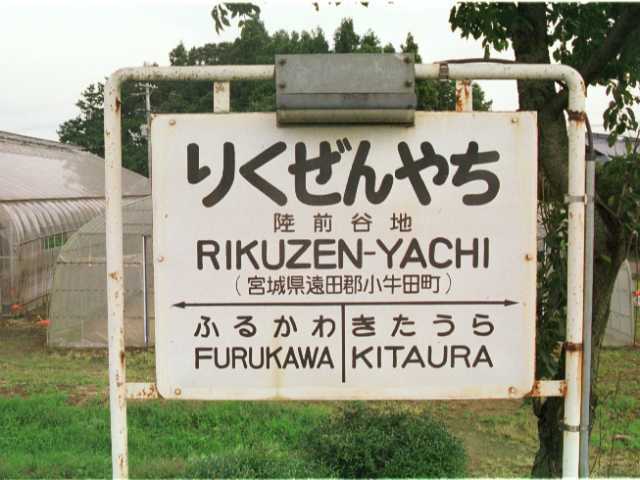 りくぜんやち
陸前谷地
RIKUZEN-YACHI
(宮城県遠田郡小牛田町)
ふるかわ きたうら
FURUKAWA KITAURA